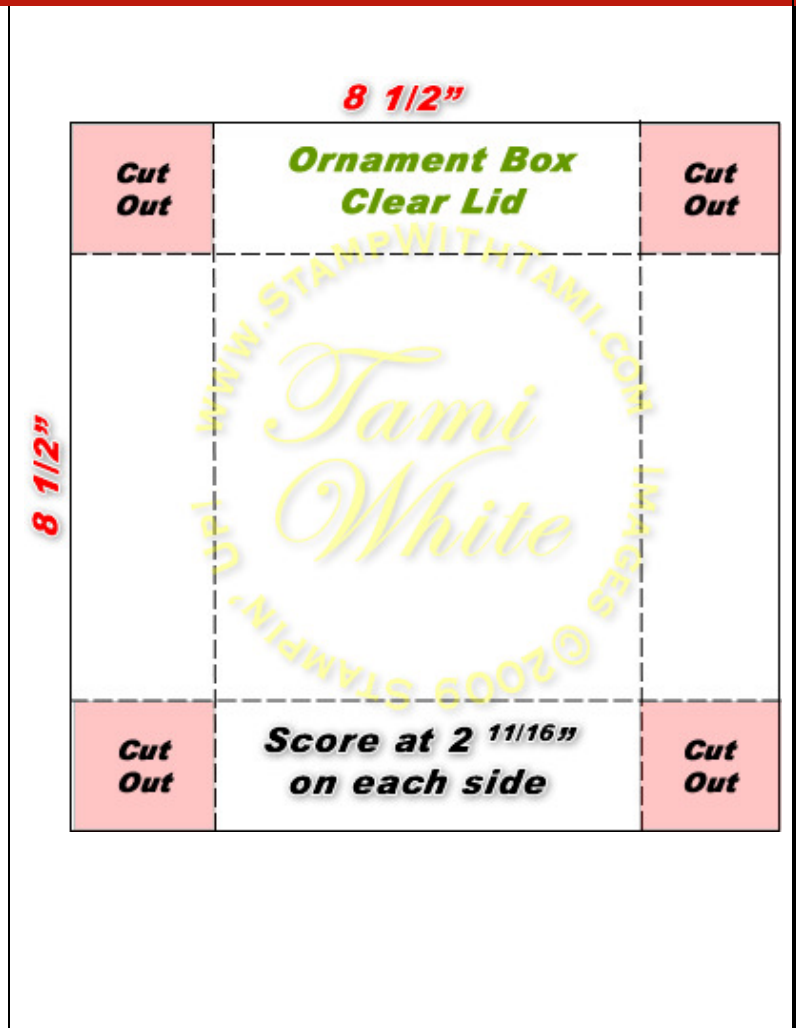 8 1/2”
Cut
Out
Ornament Box
Clear Lid
Cut
Out
WWW.STAMPWITHTAMI.COM IMAGES ©2009 STAMPIN' UP!
Tami
White
8 1/2”
Cut
Out
Score at 2 11/16”
on each side
Cut
Out